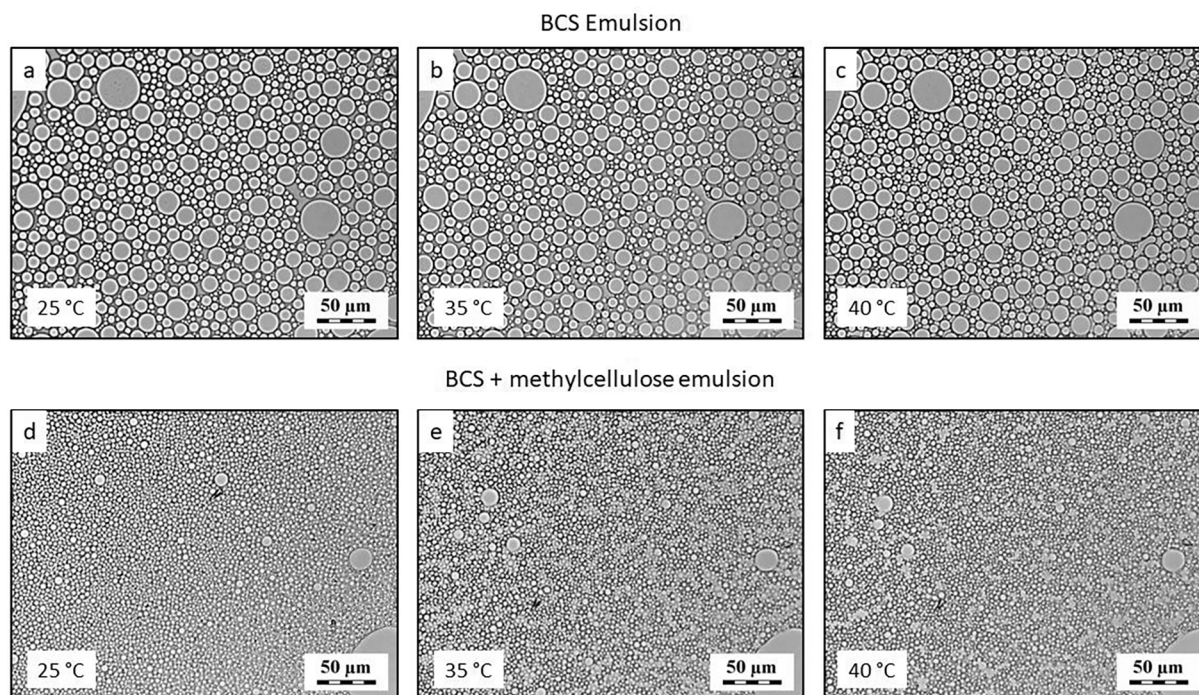 BCS Emulsion
a
b
c
25 °C
50 µm
35 °C
50 µm
40 °C
50 µm
BCS + methylcellulose emulsion
d
e
f
25 °C
50 µm
35 °C
50 µm
40 °C
50 µm